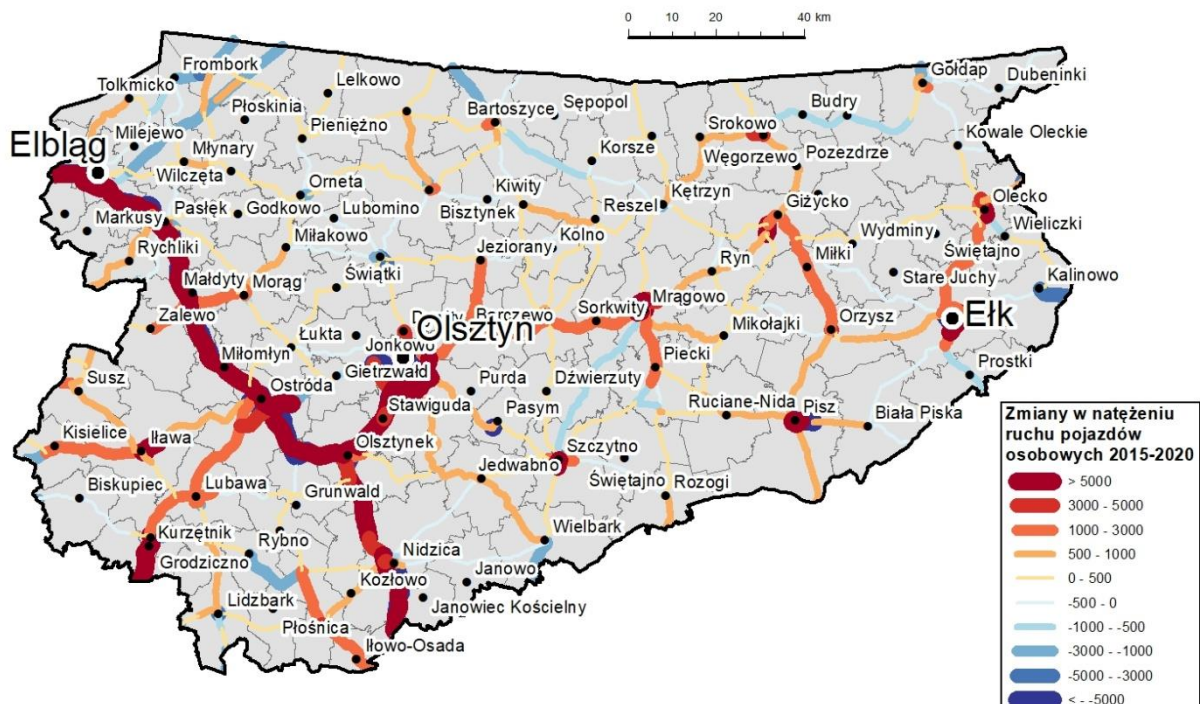 0 10 20 40 km
Frombork
Lelkowo
Gołdap
Dubeninki
Tolkmicko
Płoskinia
Bartoszyce
Sępopol
Budry
Elbląg
Milejewo
Pieniężno
Srokowo
Kowale Oleckie
Młynary
Korsze
Węgorzewo
Pozezdrze
Wilczęta
Orneta
Kiwity
Kętrzyn
Olecko
Markusy
Pasłęk
Godkowo
Lubomino
Bisztynek
Reszel
Giżycko
Wieliczki
Rychliki
Miłakowo
Jeziorany
Kolno
Wydminy
Świętajno
Małdyty
Morąg
Świątki
Ryn
Miłki
Stare Juchy
Kalinowo
Zalewo
Łukta
Barczewo
Sorkwity
Mrągowo
Olsztyn
Orzysz
Ełk
Miłomłyn
Jonkowo
Mikołajki
Gietrzwałd
Piecki
Prostki
Susz
Ostróda
Purda
Dźwierzuty
Stawiguda
Pasym
Ruciane-Nida
Pisz
Biała Piska
Kisielice
Iława
Olsztynek
Szczytno
Biskupiec
Lubawa
Grunwald
Jedwabno
Świętajno
Rozogi
Kurzętnik
Rybno
Wielbark
Grodziczno
Nidzica
Kozłowo
Janowo
Lidzbark
Janowiec Kościelny
Płośnica
Iłowo-Osada
Zmiany w natężeniu
ruchu pojazdów
osobowych 2015-2020
> 5000
3000 - 5000
1000 - 3000
500 - 1000
0 - 500
-500 - 0
-1000 - -500
-3000 - -1000
-5000 - -3000
< - -5000